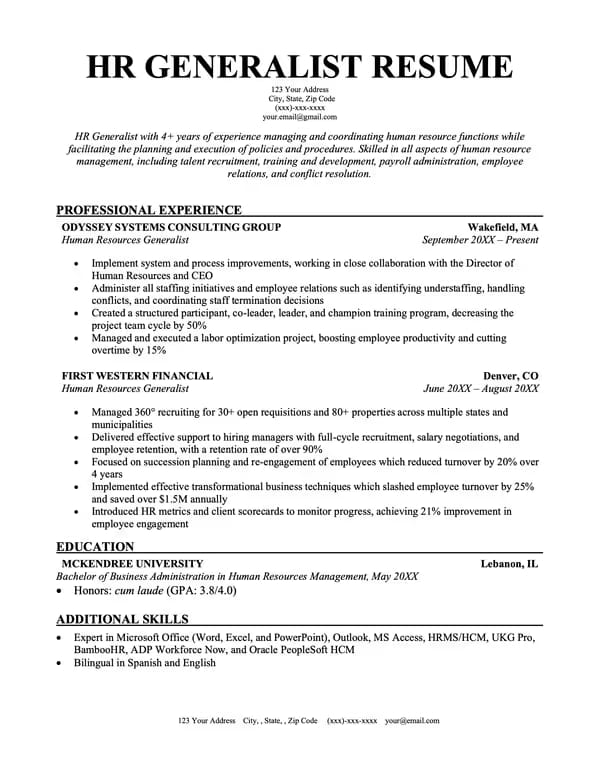 HR GENERALIST RESUME
123 Your Address
City, State, Zip Code
(xxx)-xxx-xxxx
your.email@gmail.com
HR Generalist with 4+ years of experience managing and coordinating human resource functions while
facilitating the planning and execution of policies and procedures. Skilled in all aspects of human resource
management, including talent recruitment, training and development, payroll administration, employee
relations, and conflict resolution.
PROFESSIONAL EXPERIENCE
ODYSSEY SYSTEMS CONSULTING GROUP Wakefield, MA
Human Resources Generalist September 20XX – Present
• Implement system and process improvements, working in close collaboration with the Director of
Human Resources and CEO
• Administer all staffing initiatives and employee relations such as identifying understaffing, handling
conflicts, and coordinating staff termination decisions
• Created a structured participant, co-leader, leader, and champion training program, decreasing the
project team cycle by 50%
• Managed and executed a labor optimization project, boosting employee productivity and cutting
overtime by 15%
FIRST WESTERN FINANCIAL Denver, CO
Human Resources Generalist June 20XX – August 20XX
• Managed 360° recruiting for 30+ open requisitions and 80+ properties across multiple states and
municipalities
• Delivered effective support to hiring managers with full-cycle recruitment, salary negotiations, and
employee retention, with a retention rate of over 90%
• Focused on succession planning and re-engagement of employees which reduced turnover by 20% over
4 years
• Implemented effective transformational business techniques which slashed employee turnover by 25%
and saved over $1.5M annually
• Introduced HR metrics and client scorecards to monitor progress, achieving 21% improvement in
employee engagement
EDUCATION
MCKENDREE UNIVERSITY Lebanon, IL
Bachelor of Business Administration in Human Resources Management, May 20XX
• Honors: cum laude (GPA: 3.8/4.0)
ADDITIONAL SKILLS
• Expert in Microsoft Office (Word, Excel, and PowerPoint), Outlook, MS Access, HRMS/HCM, UKG Pro,
BambooHR, ADP Workforce Now, and Oracle PeopleSoft HCM
• Bilingual in Spanish and English
123 Your Address City, , State, , Zip Code (xxx)-xxx-xxxx your@email.com